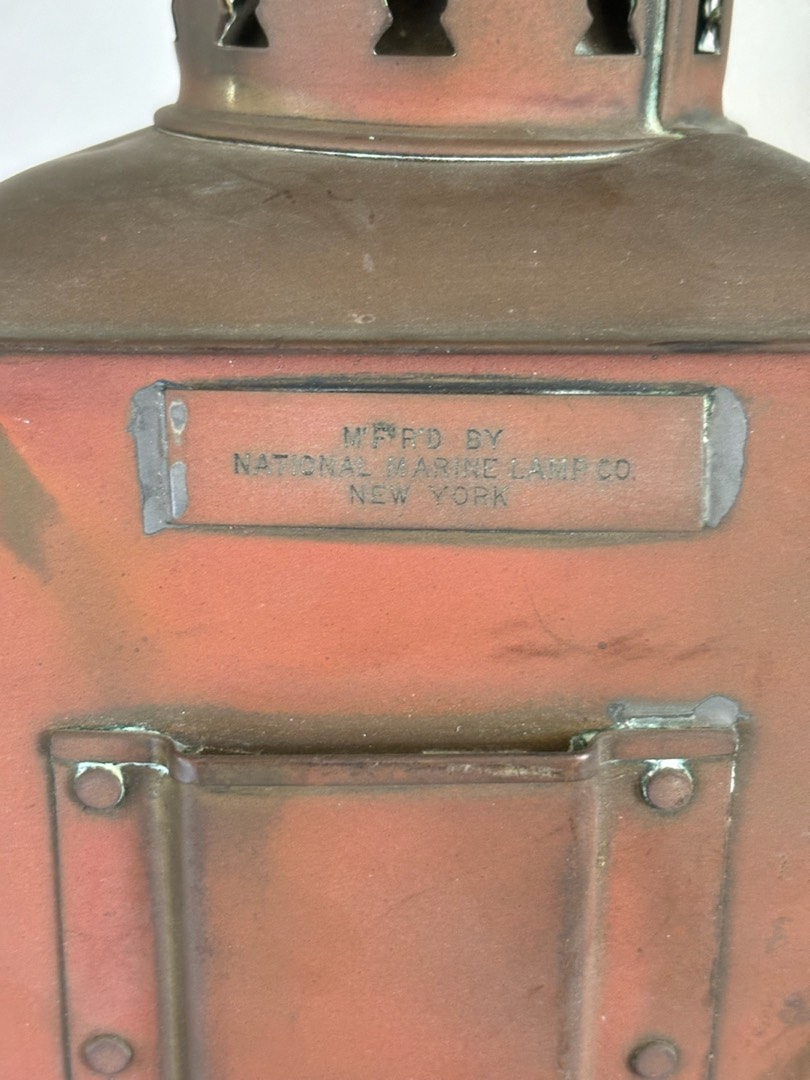 M'F'R'D BY
NATIONAL MARINE LAMP CO.
NEW YORK